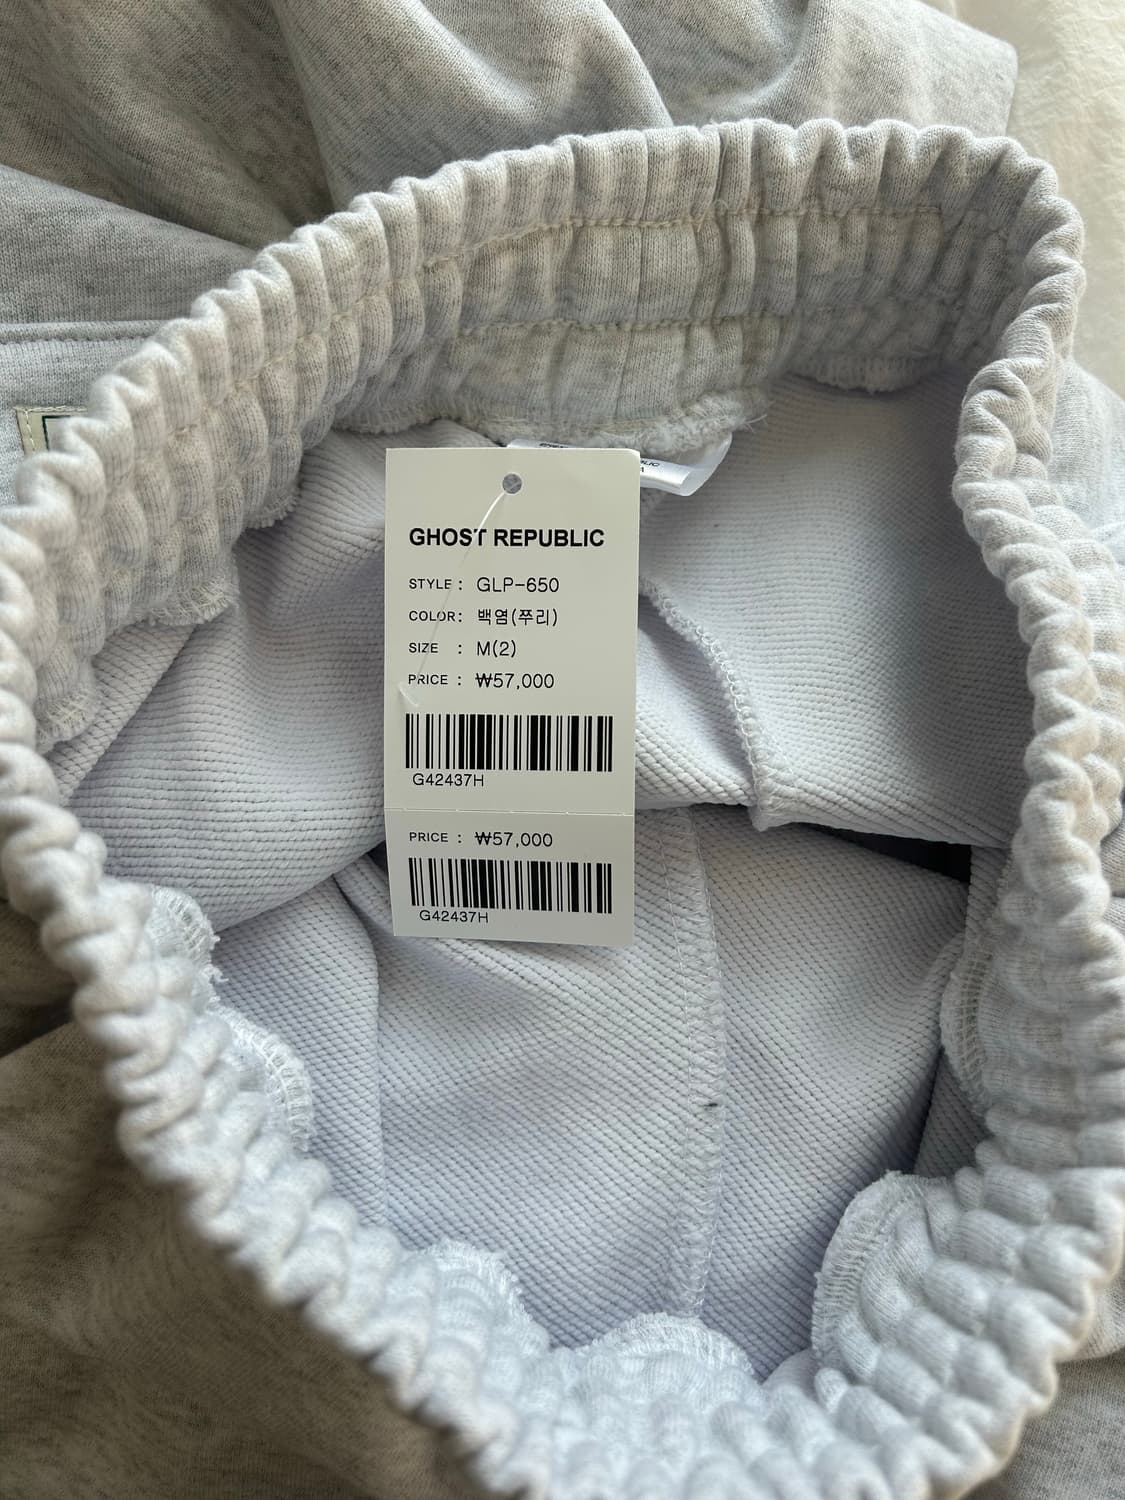 GHOST REPUBLIC
STYLE : GLP-650
COLOR: 백염(쭈리)
SIZE : M(2)
PRICE : ₩57,000
G42437H
PRICE : ₩57,000
G42437H